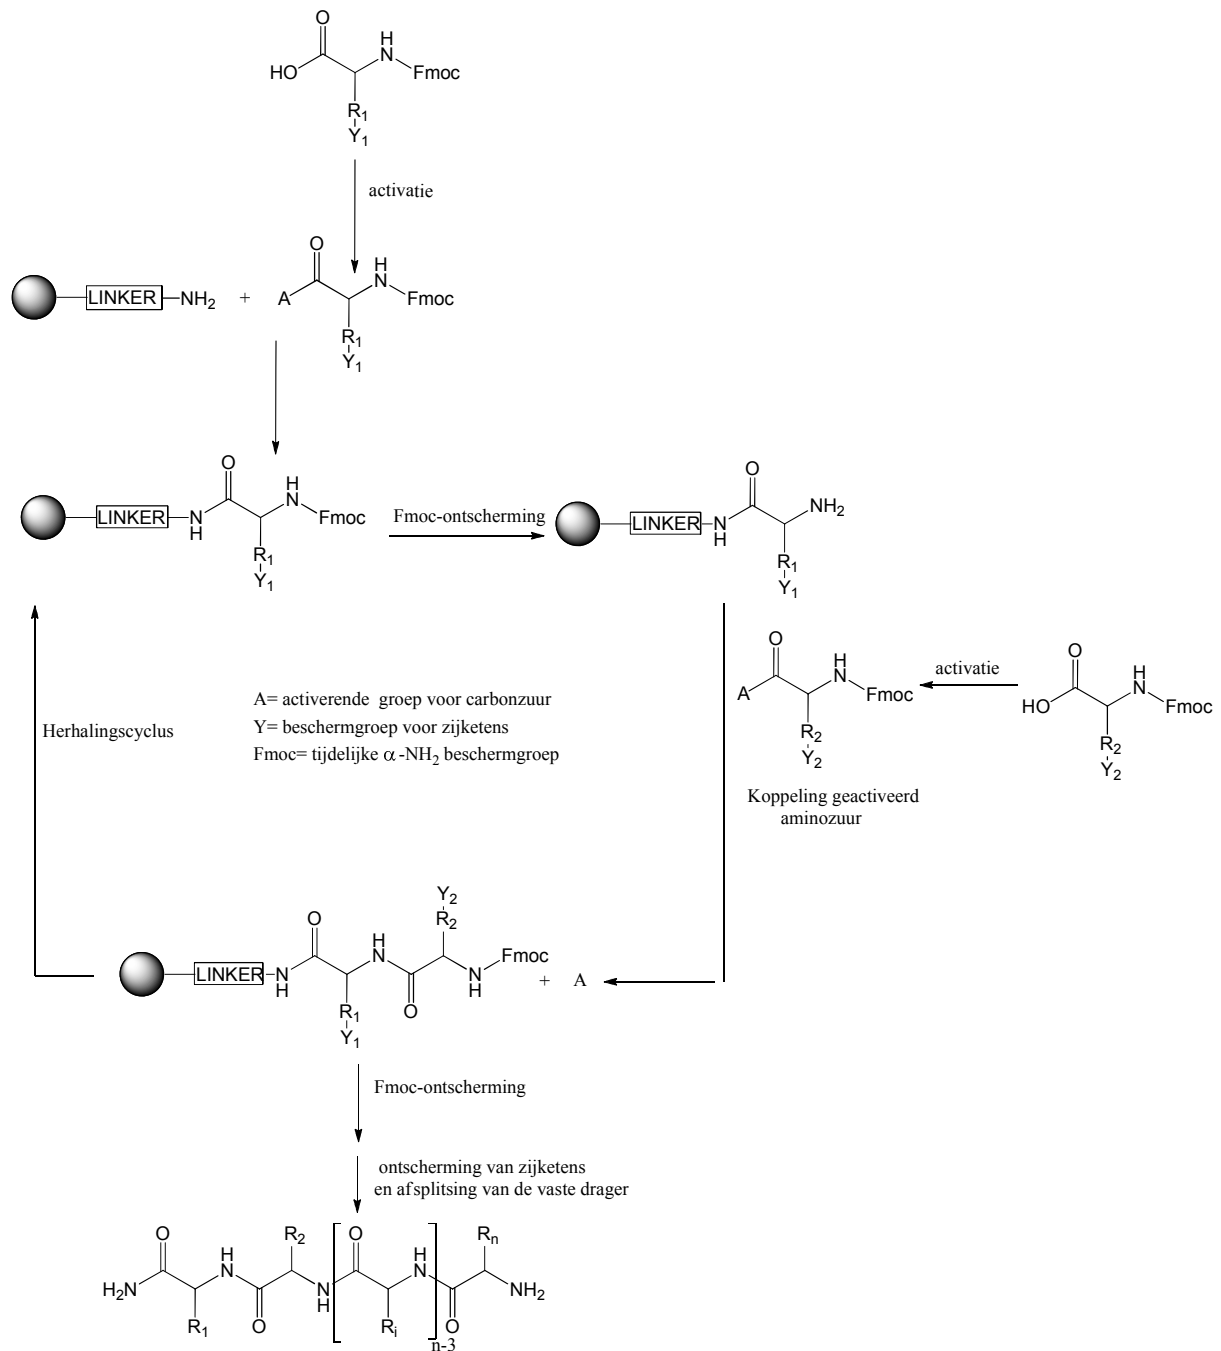 O
H
N
HO
Fmoc
R1
Y1
activatie
O
H
N
LINKER NH2 + A Fmoc
R1
Y1
O
H
N
LINKER N
H
Fmoc
R1
Y1
Fmoc-ontscherming
O
NH2
LINKER N
H
R1
Y1
O
H
N
A
Fmoc
R2
Y2
activatie
O
H
N
HO
Fmoc
R2
Y2
Koppeling geactiveerd
aminozuur
Herhalingscyclus
A= activerende groep voor carbonzuur
Y= beschermgroep voor zijketens
Fmoc= tijdelijke α-NH2 beschermgroep
Y2
R2
O
H
N
Fmoc
LINKER N
H
N
H
+ A
R1
O
Y1
Fmoc-ontscherming
ontscherming van zijketens
en afsplitsing van de vaste drager
O
H
N
R2
O
H
N
Rn
H2N
N
H
NH2
R1
O
Ri
O
n-3